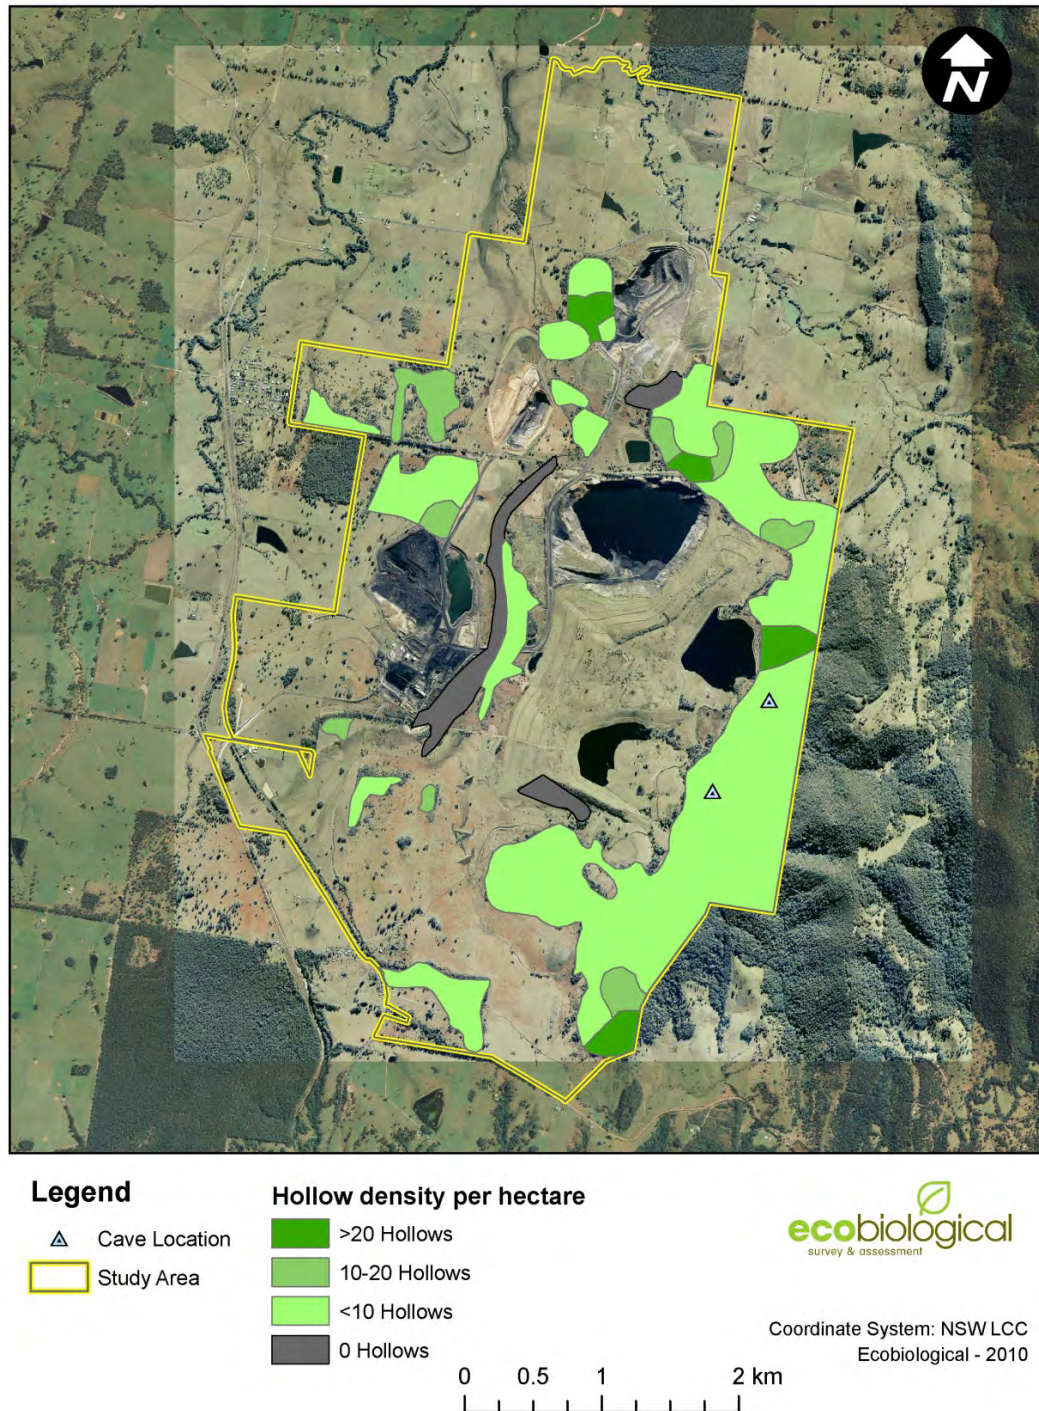 N
Legend
Cave Location
Study Area
Hollow density per hectare
>20 Hollows
10-20 Hollows
<10 Hollows
0 Hollows
ecobiological
survey & assessment
Coordinate System: NSW LCC
Ecobiological - 2010
0 0.5 1 2 km